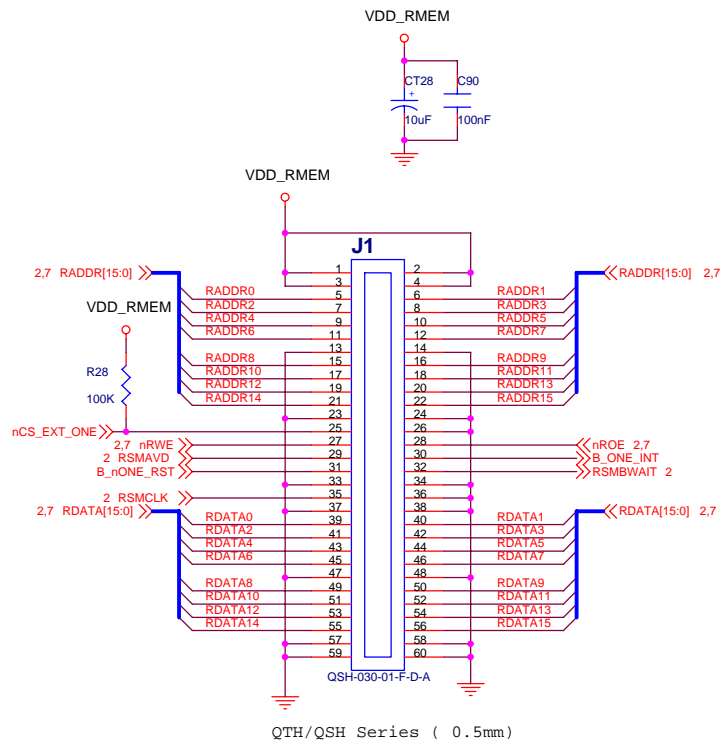 VDD_RMEM
CT28 C90
+
10uF 100nF
VDD_RMEM
J1
2,7 RADDR[15:0] 1 2 RADDR[15:0] 2,7
3 4
RADDR0 5 6 RADDR1
VDD_RMEM RADDR2 7 8 RADDR3
RADDR4 9 10 RADDR5
RADDR6 11 12 RADDR7
13 14
RADDR8 15 16 RADDR9
R28 RADDR10 17 18 RADDR11
RADDR12 19 20 RADDR13
100K RADDR14 21 22 RADDR15
23 24
nCS_EXT_ONE 25 26
2,7 nRWE 27 28 nROE 2,7
2 RSMAVD 29 30 B_ONE_INT
B_nONE_RST 31 32 RSMBWAIT 2
33 34
2 RSMCLK 35 36
2,7 RDATA[15:0] 37 38 RDATA[15:0] 2,7
RDATA0 39 40 RDATA1
RDATA2 41 42 RDATA3
RDATA4 43 44 RDATA5
RDATA6 45 46 RDATA7
47 48
RDATA8 49 50 RDATA9
RDATA10 51 52 RDATA11
RDATA12 53 54 RDATA13
RDATA14 55 56 RDATA15
57 58
59 60
QSH-030-01-F-D-A
QTH/QSH Series ( 0.5mm)